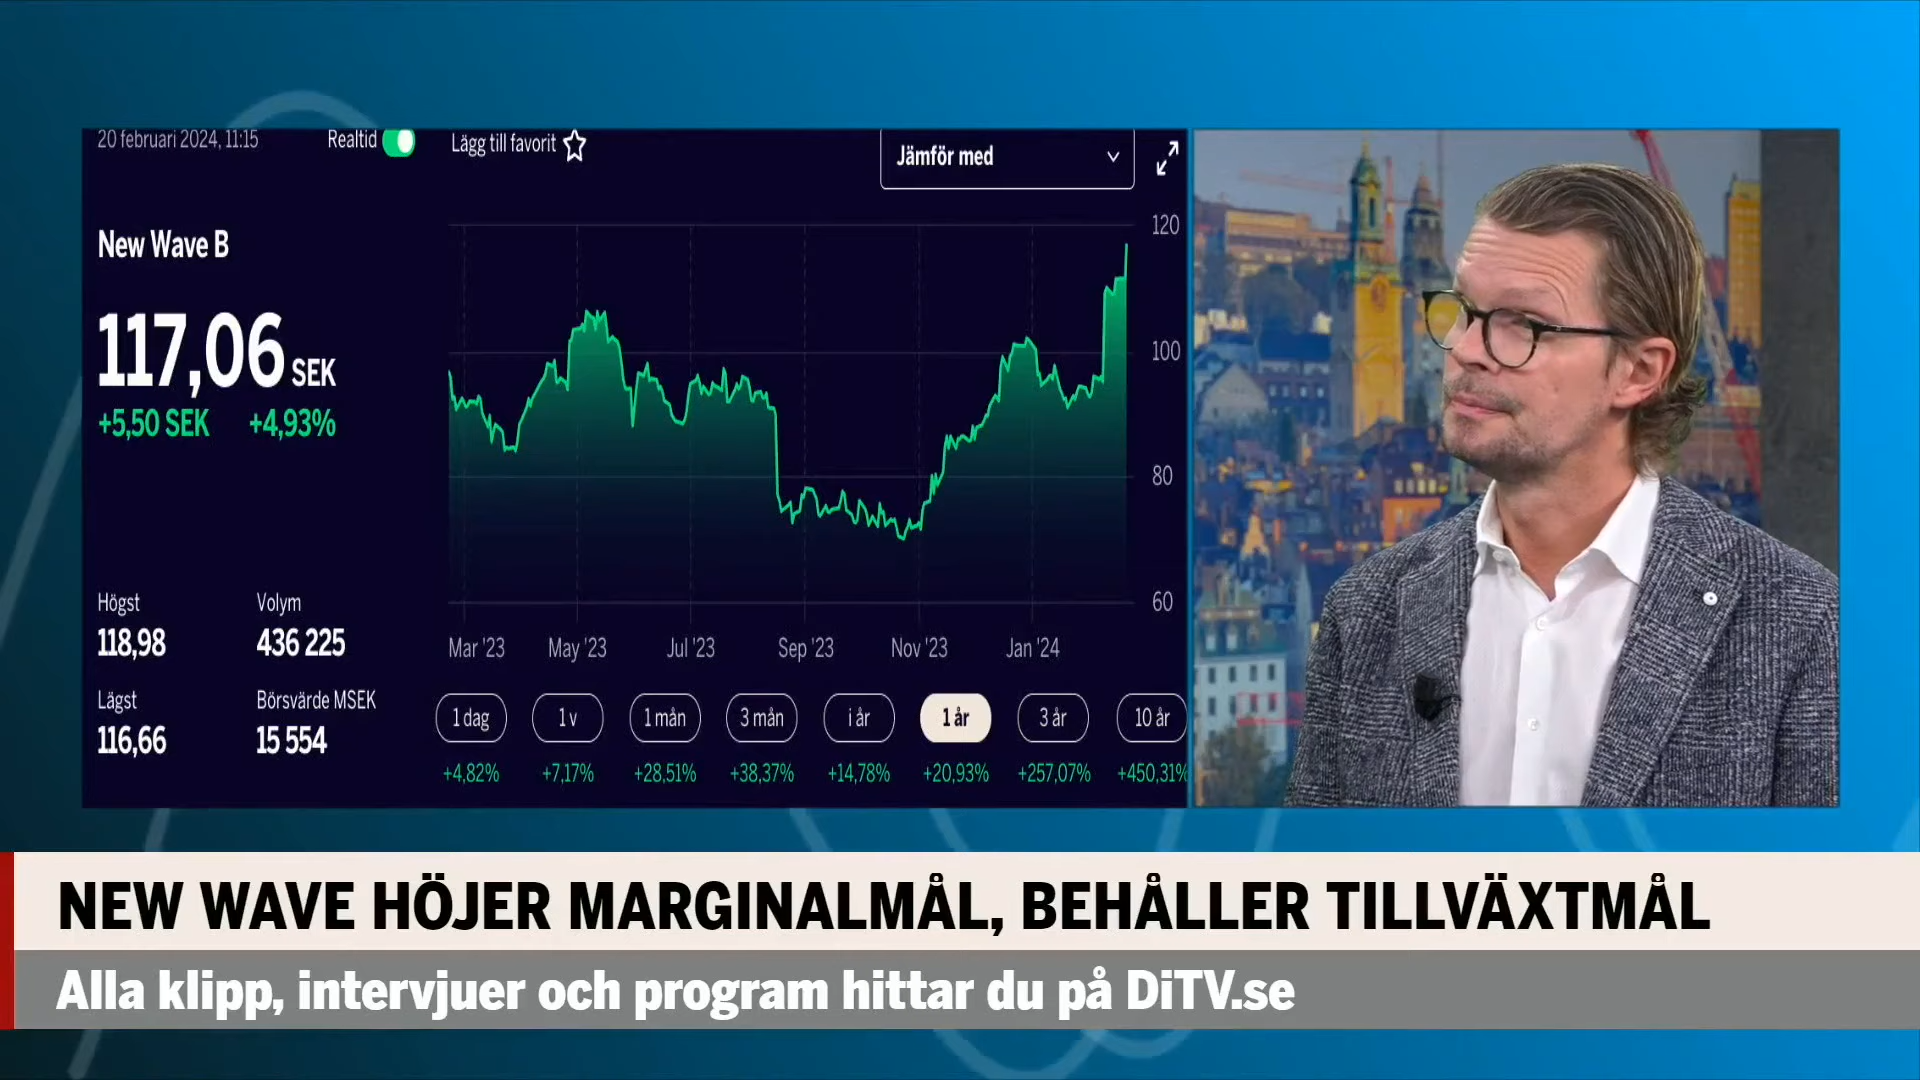 20 februari 2024, 11:15
Realtid
Lägg till favorit
Jämför med
New Wave B
117,06 SEK
+5,50 SEK +4,93%
Högst
118,98
Volym
436 225
Lägst
116,66
Börsvärde MSEK
15 554
120
100
80
60
Mar '23 May '23 Jul '23 Sep '23 Nov '23 Jan '24
1 dag 1 v 1 mån 3 mån i år 1 år 3 år 10 år
+4,82% +7,17% +28,51% +38,37% +14,78% +20,93% +257,07% +450,31%
NEW WAVE HÖJER MARGINALMÅL, BEHÅLLER TILLVÄXTMÅL
Alla klipp, intervjuer och program hittar du på DiTV.se